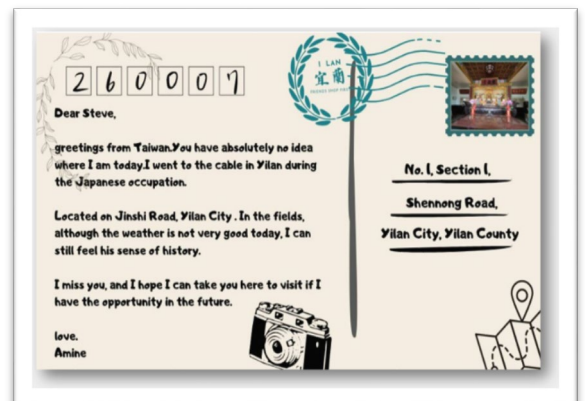 260007
Dear Steve,
greetings from Taiwan.You have absolutely no idea
where I am today.I went to the cable in Yilan during
the Japanese occupation.
Located on Jinshi Road, Yilan City . In the fields,
although the weather is not very good today, I can
still feel his sense of history.
I miss you, and I hope I can take you here to visit if I
have the opportunity in the future.
love.
Amine
I LAN
宜蘭
No. 1, Section 1,
Shennong Road,
Yilan City, Yilan County